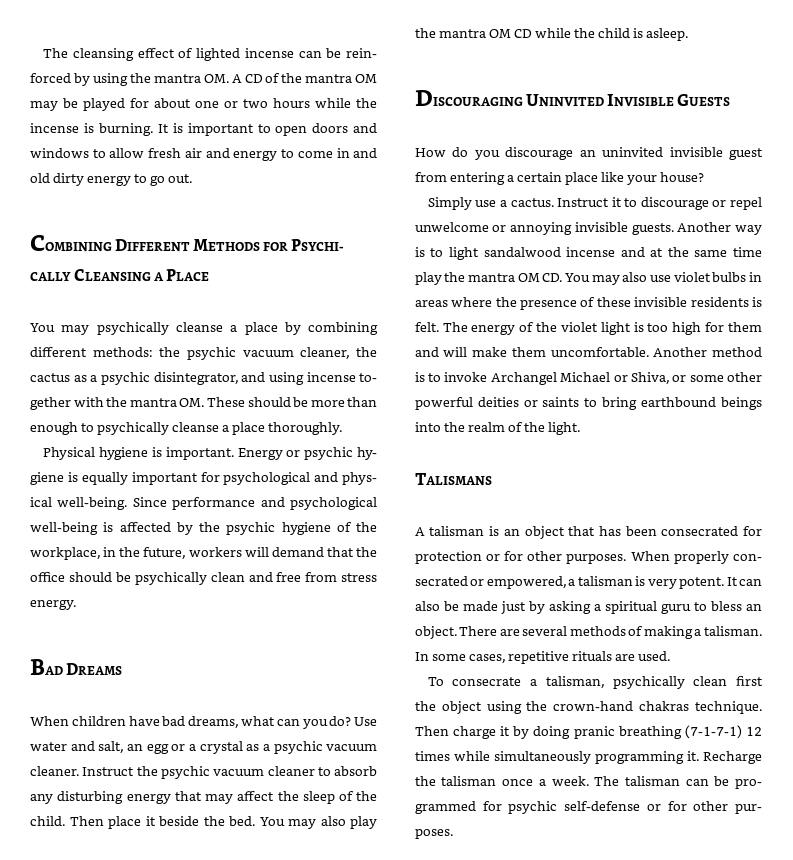 The cleansing effect of lighted incense can be rein-
forced by using the mantra OM. A CD of the mantra OM
may be played for about one or two hours while the
incense is burning. It is important to open doors and
windows to allow fresh air and energy to come in and
old dirty energy to go out.
Combining Different Methods for Psychi-
cally Cleansing a Place
You may psychically cleanse a place by combining
different methods: the psychic vacuum cleaner, the
cactus as a psychic disintegrator, and using incense to-
gether with the mantra OM. These should be more than
enough to psychically cleanse a place thoroughly.
Physical hygiene is important. Energy or psychic hy-
giene is equally important for psychological and phys-
ical well-being. Since performance and psychological
well-being is affected by the psychic hygiene of the
workplace, in the future, workers will demand that the
office should be psychically clean and free from stress
energy.
Bad Dreams
When children have bad dreams, what can you do? Use
water and salt, an egg or a crystal as a psychic vacuum
cleaner. Instruct the psychic vacuum cleaner to absorb
any disturbing energy that may affect the sleep of the
child. Then place it beside the bed. You may also play
the mantra OM CD while the child is asleep.
Discouraging Uninvited Invisible Guests
How do you discourage an uninvited invisible guest
from entering a certain place like your house?
Simply use a cactus. Instruct it to discourage or repel
unwelcome or annoying invisible guests. Another way
is to light sandalwood incense and at the same time
play the mantra OM CD. You may also use violet bulbs in
areas where the presence of these invisible residents is
felt. The energy of the violet light is too high for them
and will make them uncomfortable. Another method
is to invoke Archangel Michael or Shiva, or some other
powerful deities or saints to bring earthbound beings
into the realm of the light.
Talismans
A talisman is an object that has been consecrated for
protection or for other purposes. When properly con-
secrated or empowered, a talisman is very potent. It can
also be made just by asking a spiritual guru to bless an
object. There are several methods of making a talisman.
In some cases, repetitive rituals are used.
To consecrate a talisman, psychically clean first
the object using the crown-hand chakras technique.
Then charge it by doing pranic breathing (7-1-7-1) 12
times while simultaneously programming it. Recharge
the talisman once a week. The talisman can be pro-
grammed for psychic self-defense or for other pur-
poses.